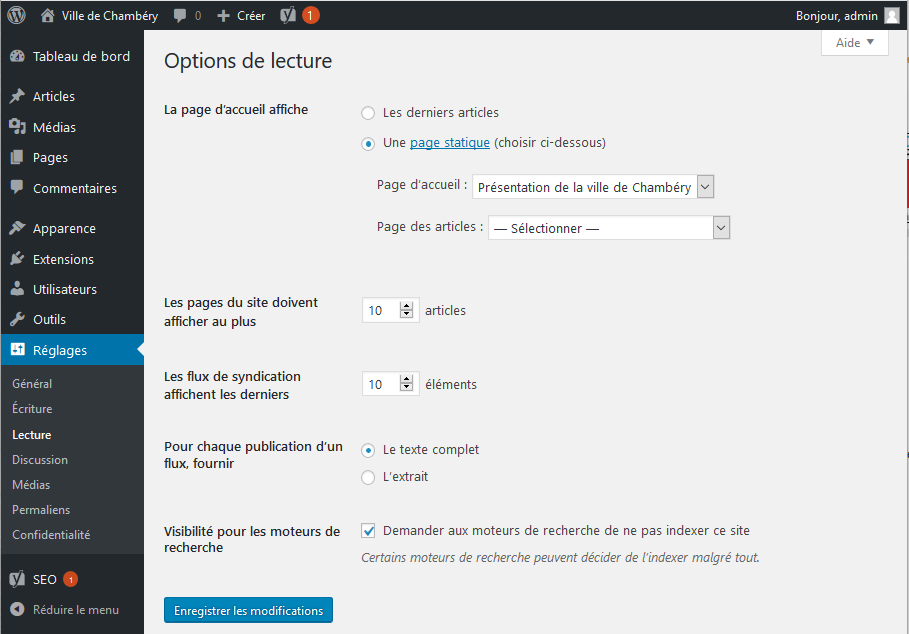 Ville de Chambéry 0 Créer 1 Bonjour, admin
Aide
Tableau de bord
Articles
Médias
Pages
Commentaires
Apparence
Extensions
Utilisateurs
Outils
Réglages
Général
Écriture
Lecture
Discussion
Médias
Permaliens
Confidentialité
SEO 1
Réduire le menu
Options de lecture
La page d'accueil affiche
Les derniers articles
Une page statique (choisir ci-dessous)
Page d'accueil : Présentation de la ville de Chambéry
Page des articles : — Sélectionner —
Les pages du site doivent
afficher au plus
10 articles
Les flux de syndication
affichent les derniers
10 éléments
Pour chaque publication d'un
flux, fournir
Le texte complet
L'extrait
Visibilité pour les moteurs de
recherche
Demander aux moteurs de recherche de ne pas indexer ce site
Certains moteurs de recherche peuvent décider de l'indexer malgré tout.
Enregistrer les modifications